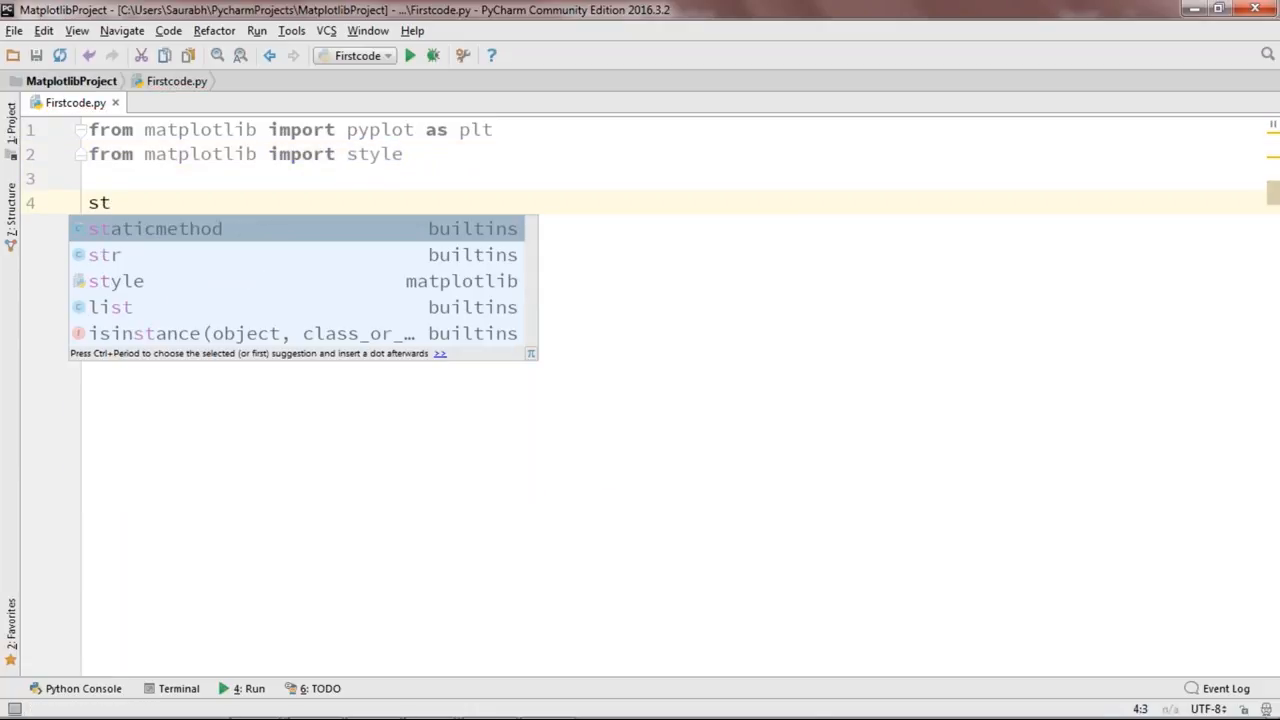 MatplotlibProject - [C:\Users\Saurabh\PycharmProjects\MatplotlibProject] - ...\Firstcode.py - PyCharm Community Edition 2016.3.2
File Edit View Navigate Code Refactor Run Tools VCS Window Help
Firstcode
MatplotlibProject Firstcode.py
Firstcode.py
1: Project
Z: Structure
2: Favorites
1 from matplotlib import pyplot as plt
2 from matplotlib import style
3
4 st
staticmethod builtins
str builtins
style matplotlib
list builtins
isinstance(object, class_or_… builtins
Press Ctrl+Period to choose the selected (or first) suggestion and insert a dot afterwards >> π
Python Console Terminal 4: Run 6: TODO Event Log
4:3 n/a UTF-8